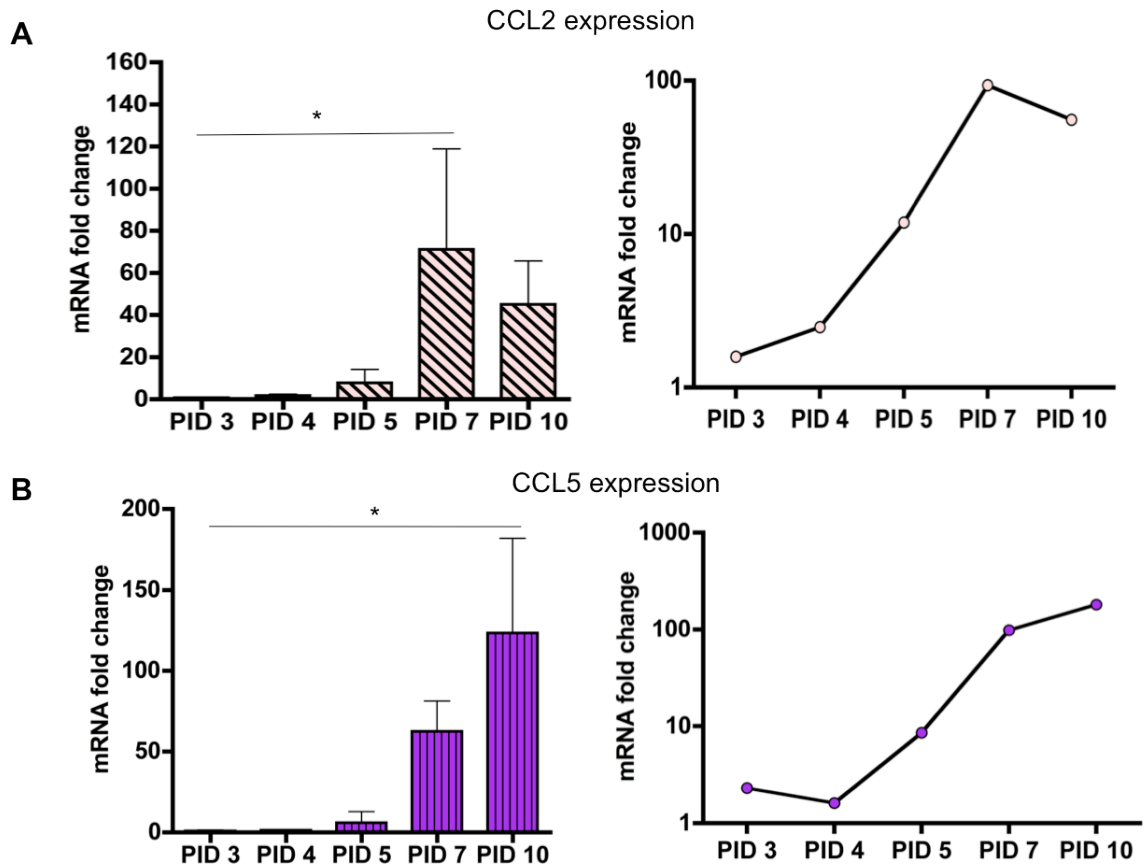 CCL2 expression
A
160
140
120
100
80
60
40
20
0
mRNA fold change
*
PID 3 PID 4 PID 5 PID 7 PID 10
100
10
1
mRNA fold change
PID 3 PID 4 PID 5 PID 7 PID 10
CCL5 expression
B
200
150
100
50
0
mRNA fold change
*
PID 3 PID 4 PID 5 PID 7 PID 10
1000
100
10
1
mRNA fold change
PID 3 PID 4 PID 5 PID 7 PID 10